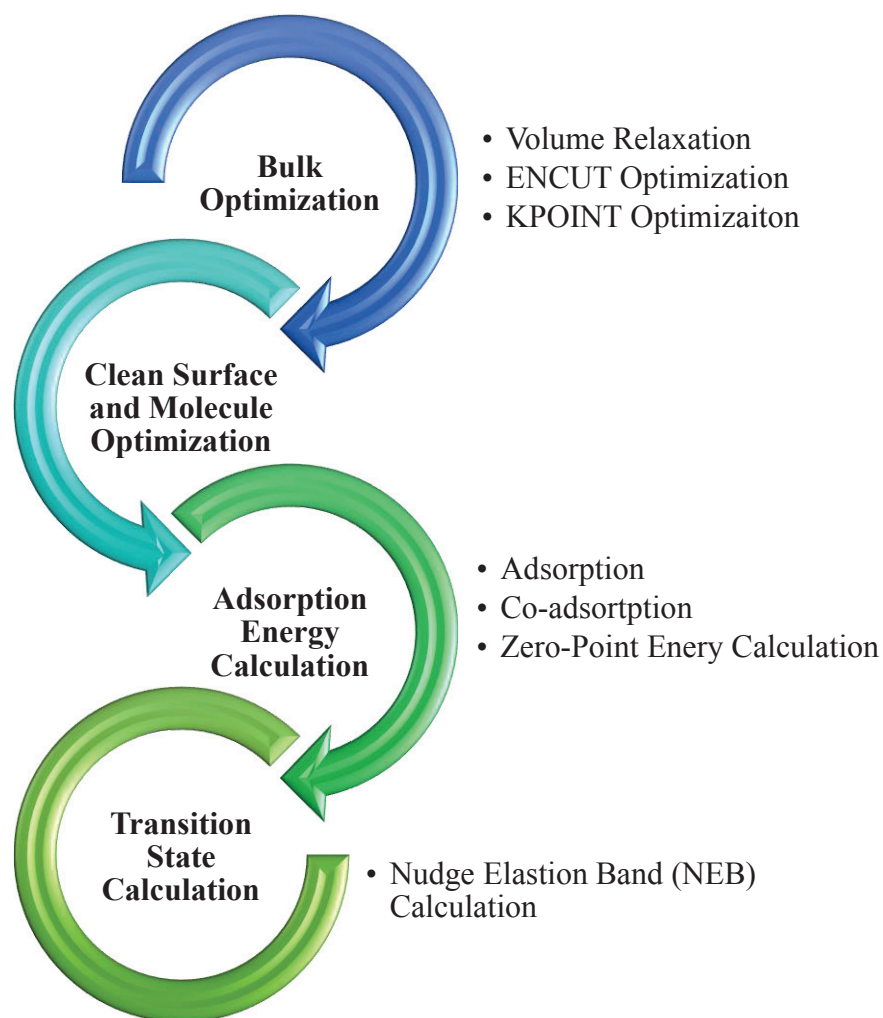 Bulk
Optimization
• Volume Relaxation
• ENCUT Optimization
• KPOINT Optimizaiton
Clean Surface
and Molecule
Optimization
Adsorption
Energy
Calculation
• Adsorption
• Co-adsortption
• Zero-Point Enery Calculation
Transition
State
Calculation
• Nudge Elastion Band (NEB)
Calculation